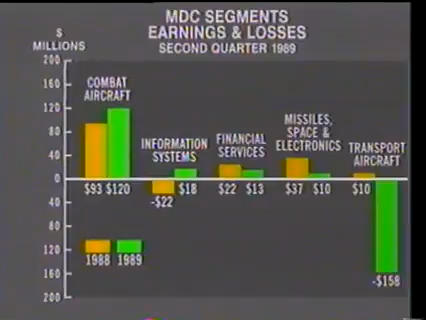 MDC SEGMENTS
EARNINGS & LOSSES
SECOND QUARTER 1989
$
MILLIONS
200
160
120
80
40
0
40
80
120
160
200
COMBAT
AIRCRAFT
$93 $120
INFORMATION
SYSTEMS
-$22
$18
FINANCIAL
SERVICES
$22 $13
MISSILES,
SPACE &
ELECTRONICS
$37 $10
TRANSPORT
AIRCRAFT
$10
-$158
1988 1989